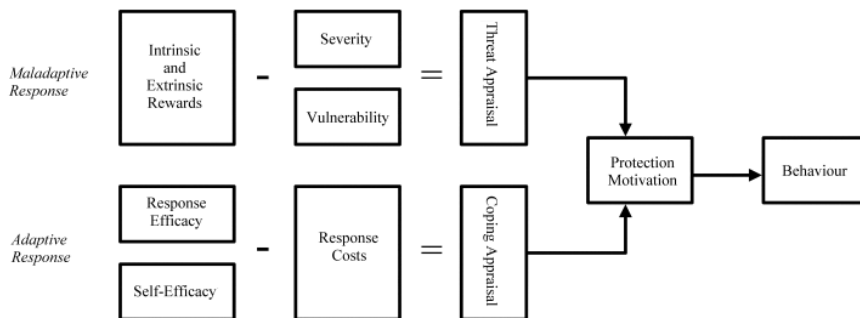 Maladaptive
Response
Intrinsic
and
Extrinsic
Rewards
-
Severity
Vulnerability
=
Threat Appraisal
Adaptive
Response
Response
Efficacy
Self-Efficacy
-
Response
Costs
=
Coping Appraisal
Protection
Motivation
Behaviour